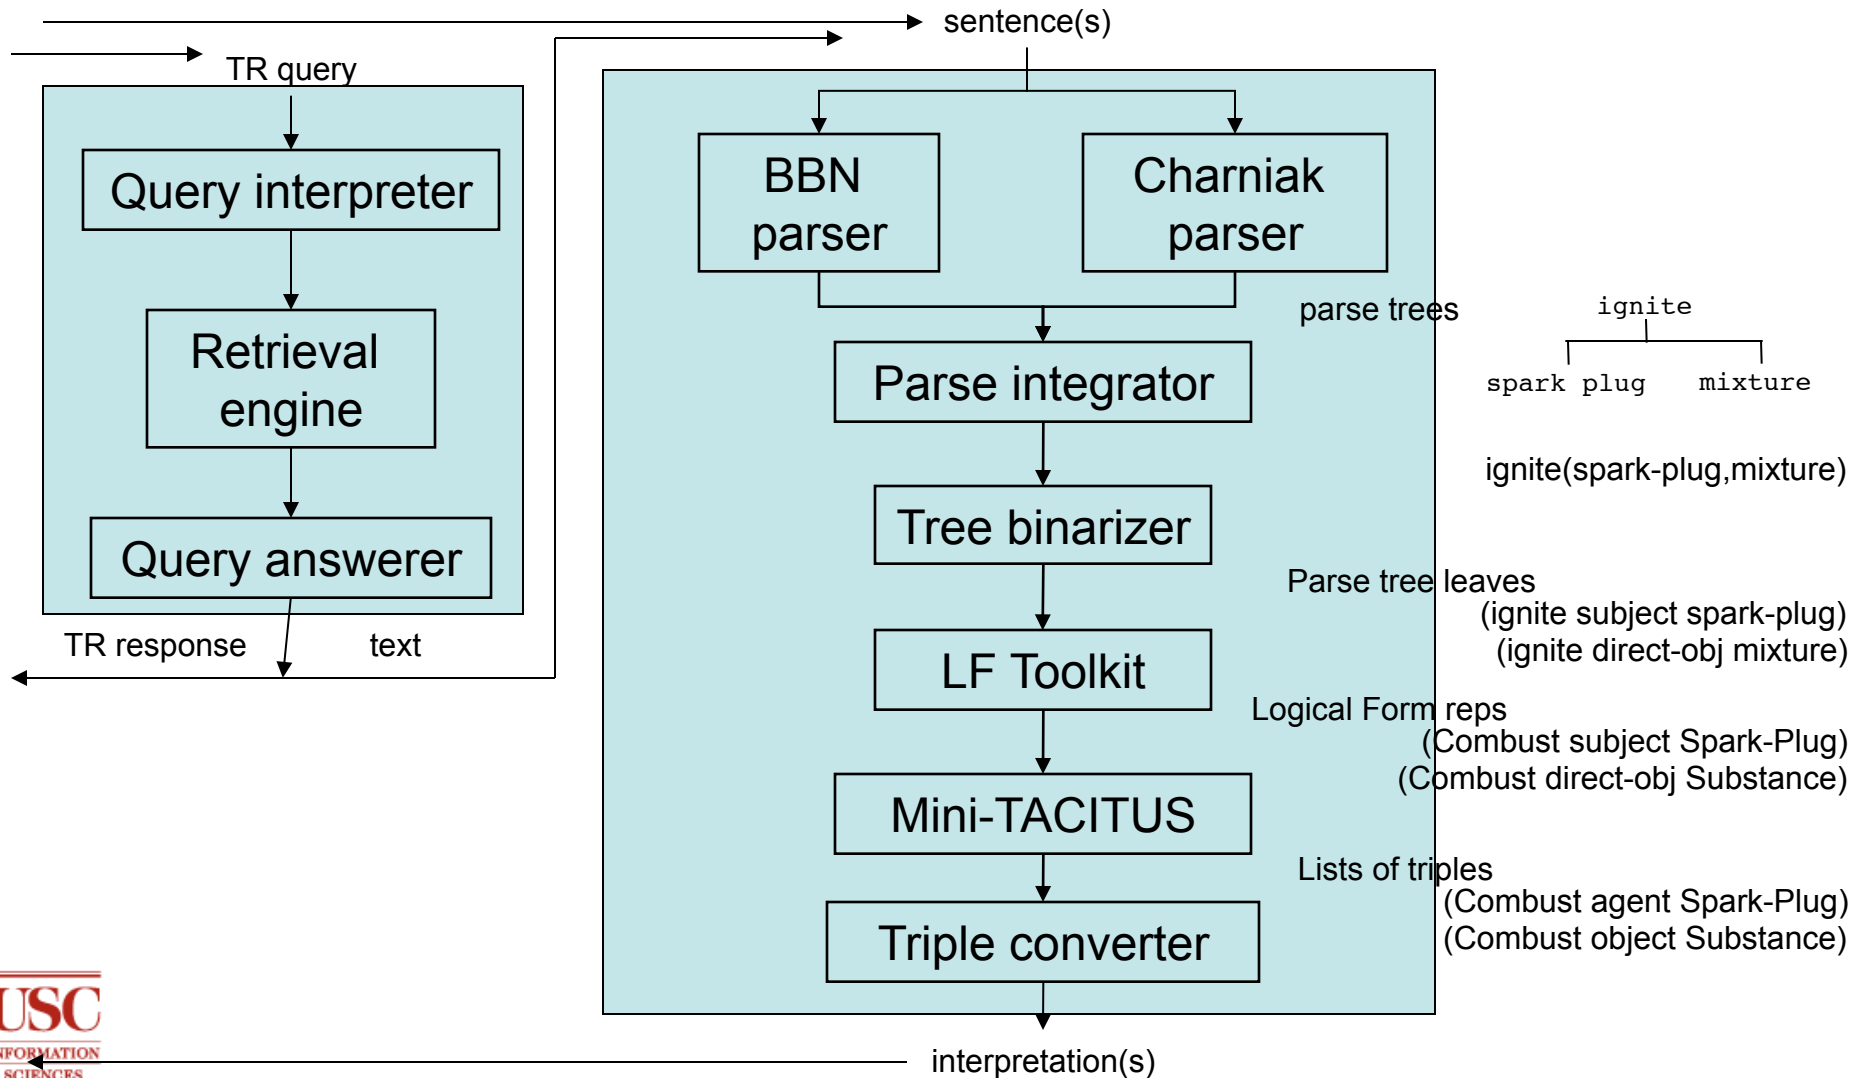 sentence(s)
TR query
Query interpreter
Retrieval
engine
Query answerer
TR response
text
BBN
parser
Charniak
parser
parse trees
ignite
spark plug
mixture
Parse integrator
ignite(spark-plug,mixture)
Tree binarizer
Parse tree leaves
(ignite subject spark-plug)
(ignite direct-obj mixture)
LF Toolkit
Logical Form reps
(Combust subject Spark-Plug)
(Combust direct-obj Substance)
Mini-TACITUS
Lists of triples
(Combust agent Spark-Plug)
(Combust object Substance)
Triple converter
interpretation(s)
USC
NFORMATION
SCIENCES